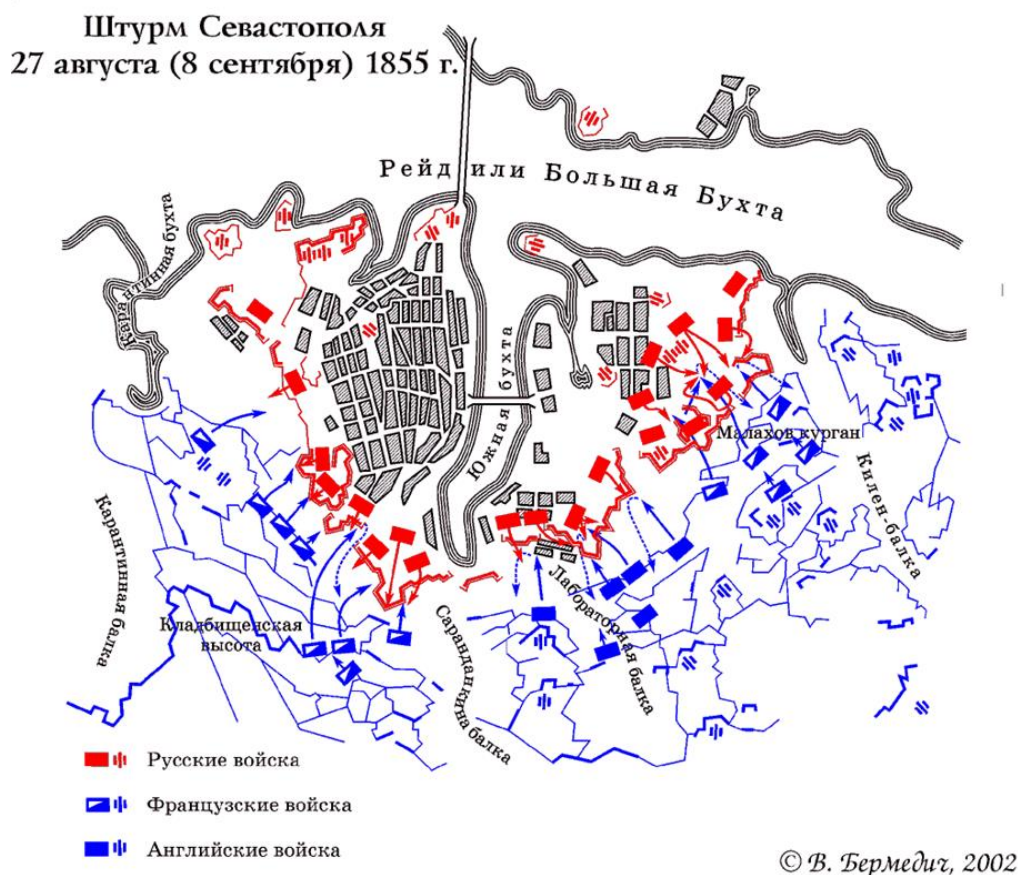 Штурм Севастополя
27 августа (8 сентября) 1855 г.
Рейд или Большая Бухта
Карантинная бухта
Южная бухта
Малахов курган
Килен-балка
Карантинная балка
Кладбищенская
высота
Сарандакина балка
Лабораторная балка
Русские войска
Французские войска
Английские войска
© В. Бермедич, 2002